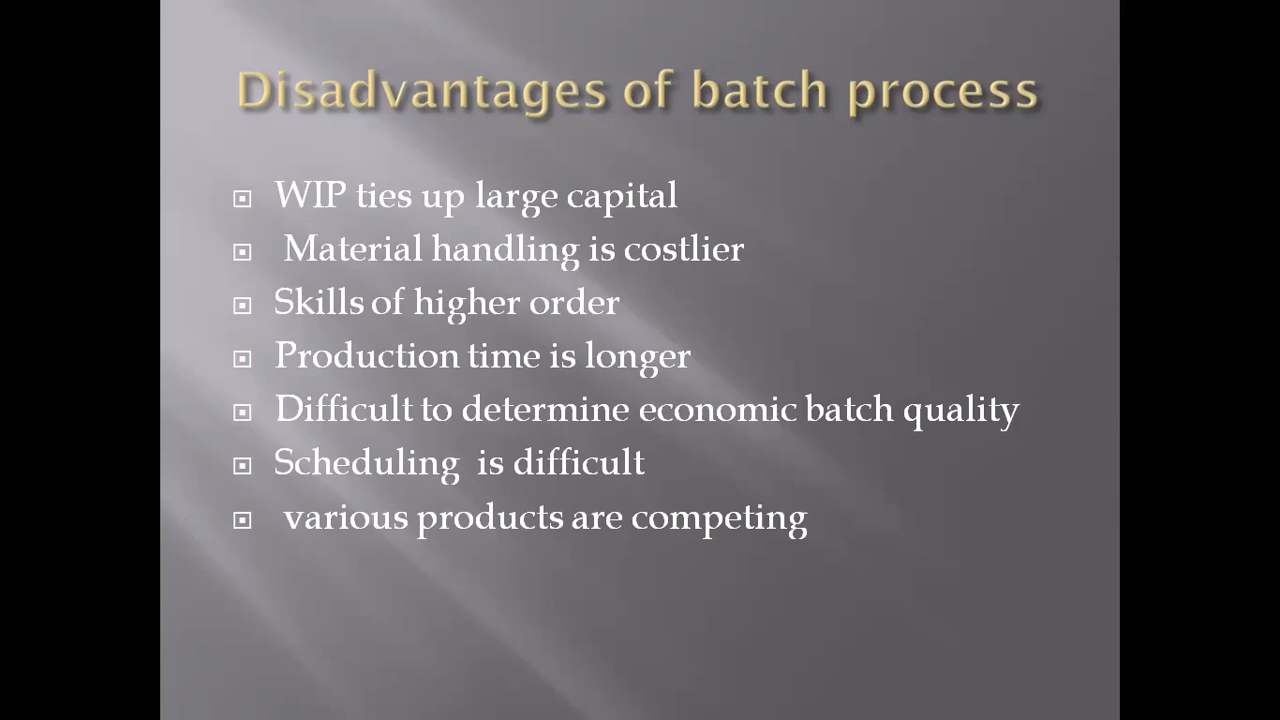 Disadvantages of batch process
WIP ties up large capital
Material handling is costlier
Skills of higher order
Production time is longer
Difficult to determine economic batch quality
Scheduling is difficult
various products are competing